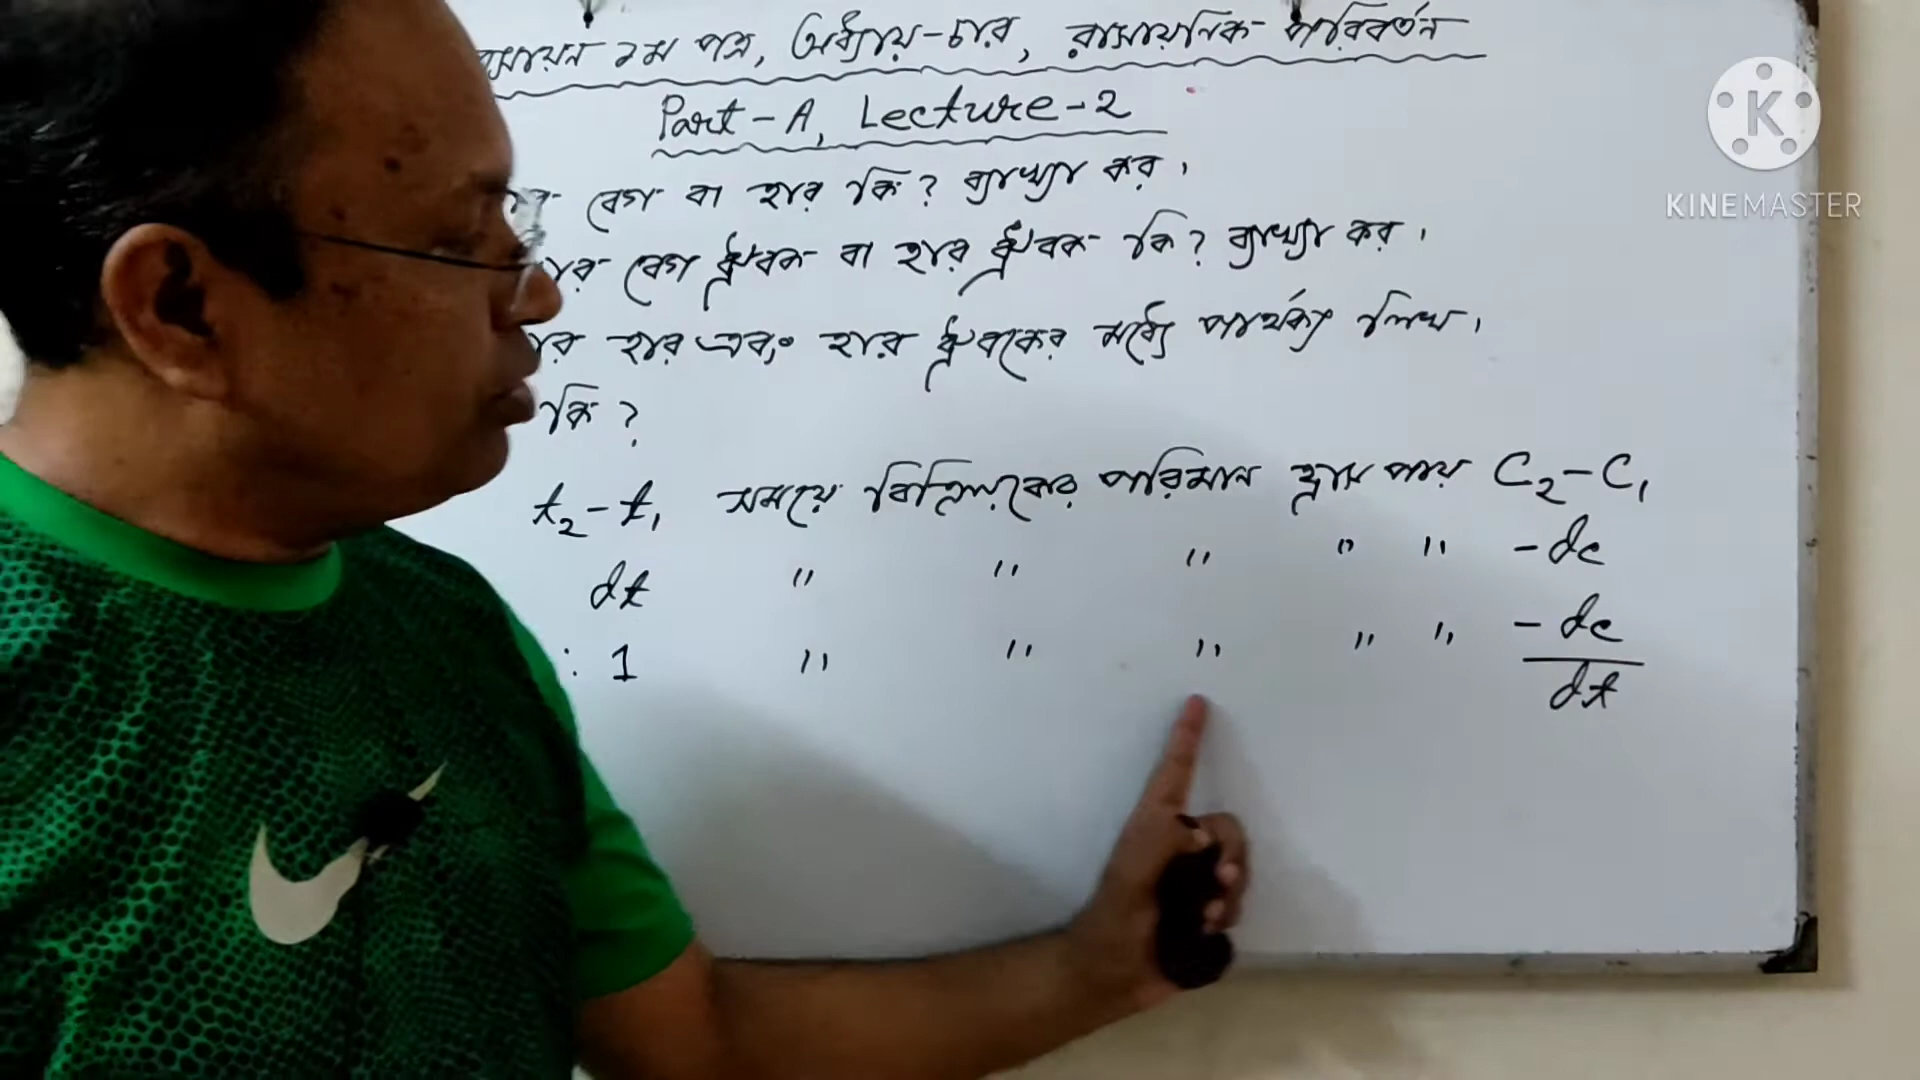 রসায়ন ১ম পত্র, অধ্যায়-চার, রাসায়নিক পরিবর্তন
Part-A, Lecture-2
বেগ বা হার কি? ব্যাখ্যা কর।
বেগ ধ্রুবক বা হার ধ্রুবক কি? ব্যাখ্যা কর।
হার এবং হার ধ্রুবকের মধ্যে পার্থক্য লিখ।
কি?
t₂-t₁ সময়ে বিক্রিয়কের পরিমান হ্রাস পায় C₂-C₁
dt " " " " " -dc
: 1 " " " " " -dc/dt
K
KINEMASTER